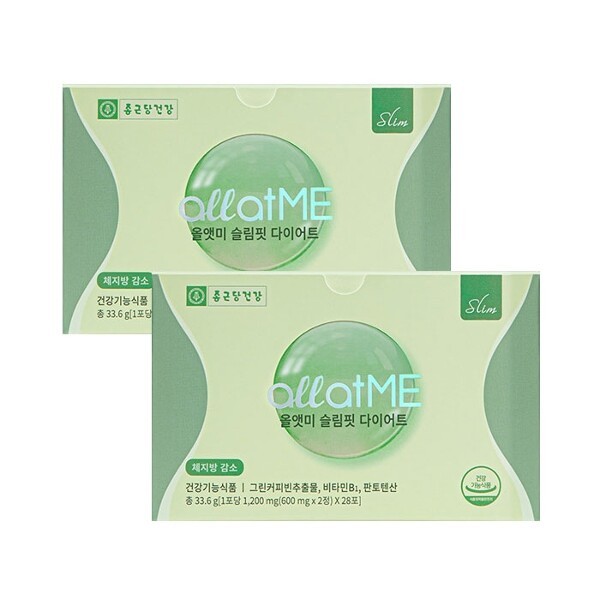 종근당건강
Slim
allatME
올앳미 슬림핏 다이어트
체지방 감소
건강기능식품
총 33.6 g[1포당
종근당건강
Slim
allatME
올앳미 슬림핏 다이어트
체지방 감소
건강기능식품 | 그린커피빈추출물, 비타민B₁, 판토텐산
총 33.6 g[1포당 1,200 mg(600 mg x 2정) X 28포]
건강
기능식품